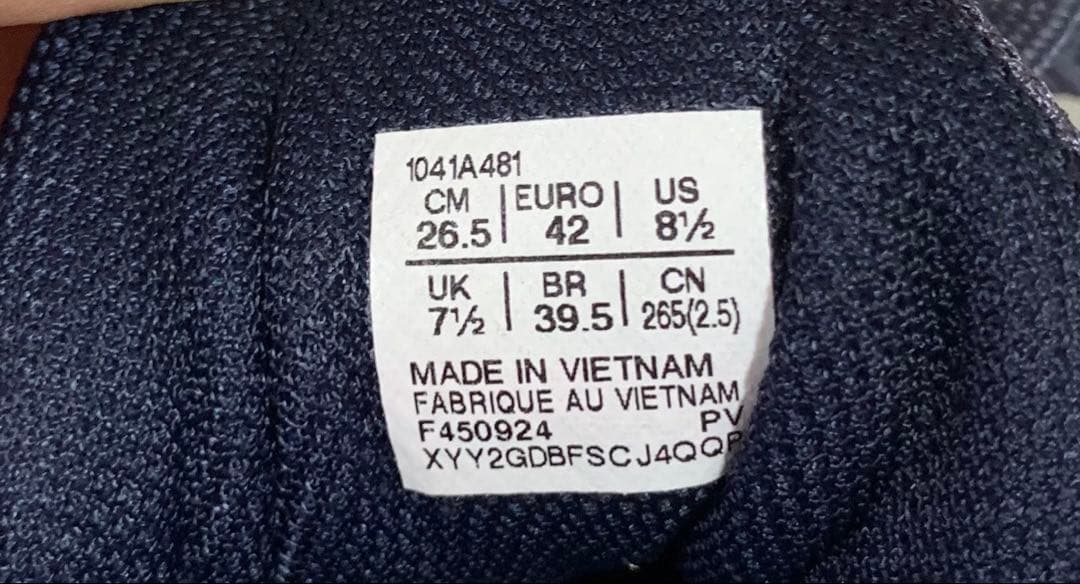 1041A481
CM | EURO | US
26.5 | 42 | 8½
UK | BR | CN
7½ | 39.5 | 265(2.5)
MADE IN VIETNAM
FABRIQUE AU VIETNAM
F450924 PV